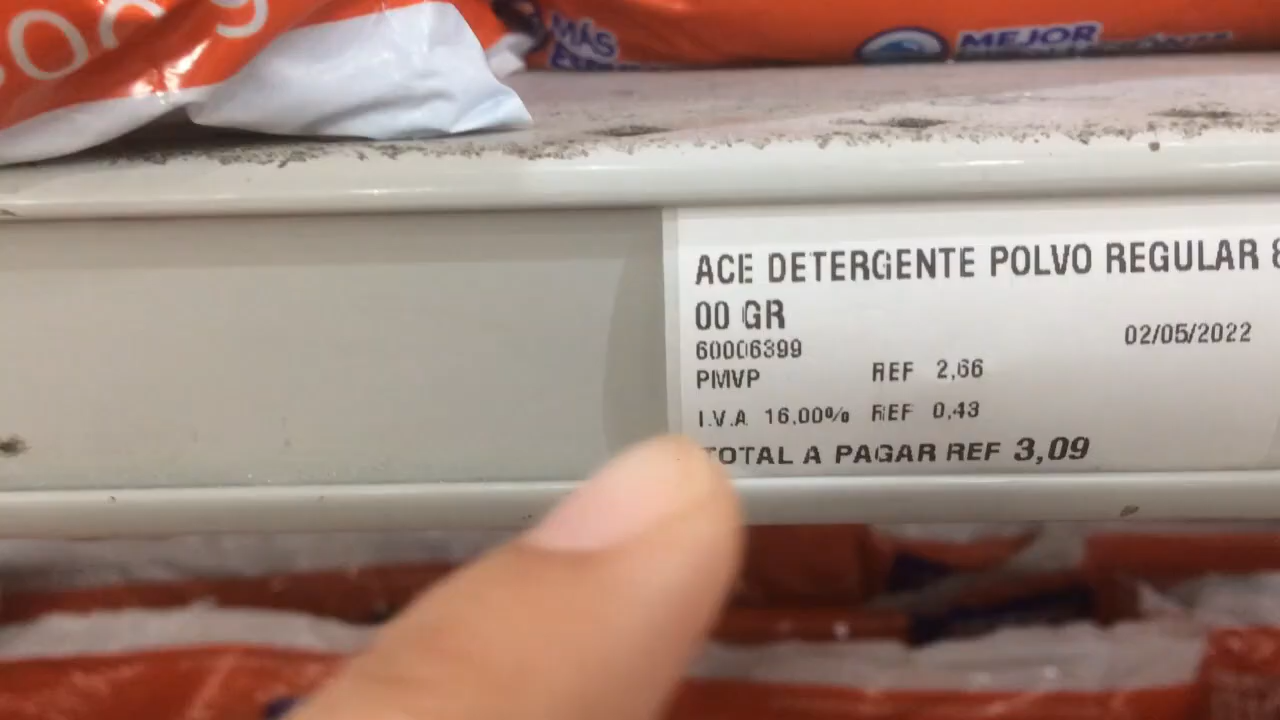 00 g
MÁS
MEJOR
ACE DETERGENTE POLVO REGULAR 8
00 GR
60006399
02/05/2022
PMVP REF 2,66
I.V.A 16.00% REF 0,43
TOTAL A PAGAR REF 3,09